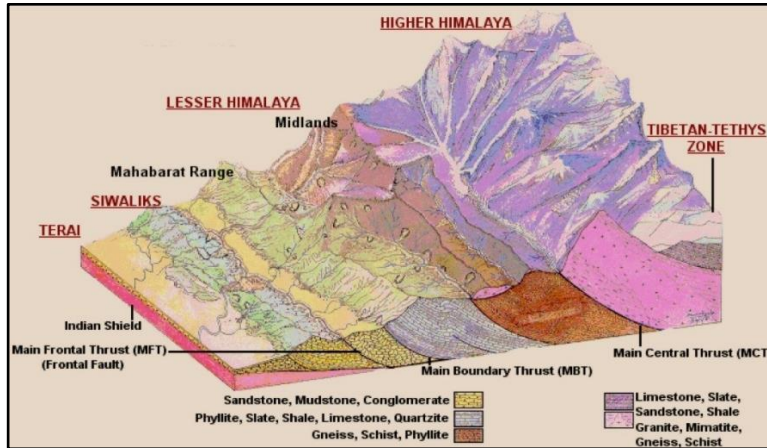 HIGHER HIMALAYA
LESSER HIMALAYA
Midlands
TIBETAN-TETHYS
ZONE
Mahabarat Range
SIWALIKS
TERAI
Indian Shield
Main Frontal Thrust (MFT)
(Frontal Fault)
Main Boundary Thrust (MBT)
Main Central Thrust (MCT
Sandstone, Mudstone, Conglomerate
Phyllite, Slate, Shale, Limestone, Quartzite
Gneiss, Schist, Phyllite
Limestone, Slate,
Sandstone, Shale
Granite, Mimatite,
Gneiss, Schist